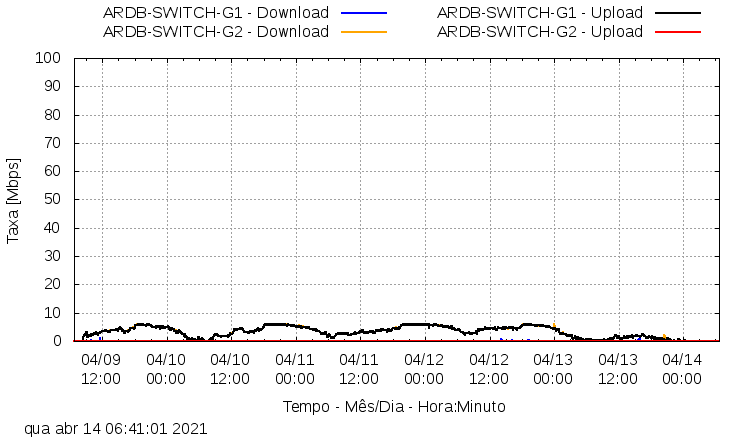 ARDB-SWITCH-G1 - Download ARDB-SWITCH-G1 - Upload
ARDB-SWITCH-G2 - Download ARDB-SWITCH-G2 - Upload
100
90
80
70
60
50
40
30
20
10
0
Taxa [Mbps]
04/09 04/10 04/10 04/11 04/11 04/12 04/12 04/13 04/13 04/14
12:00 00:00 12:00 00:00 12:00 00:00 12:00 00:00 12:00 00:00
Tempo - Mês/Dia - Hora:Minuto
qua abr 14 06:41:01 2021